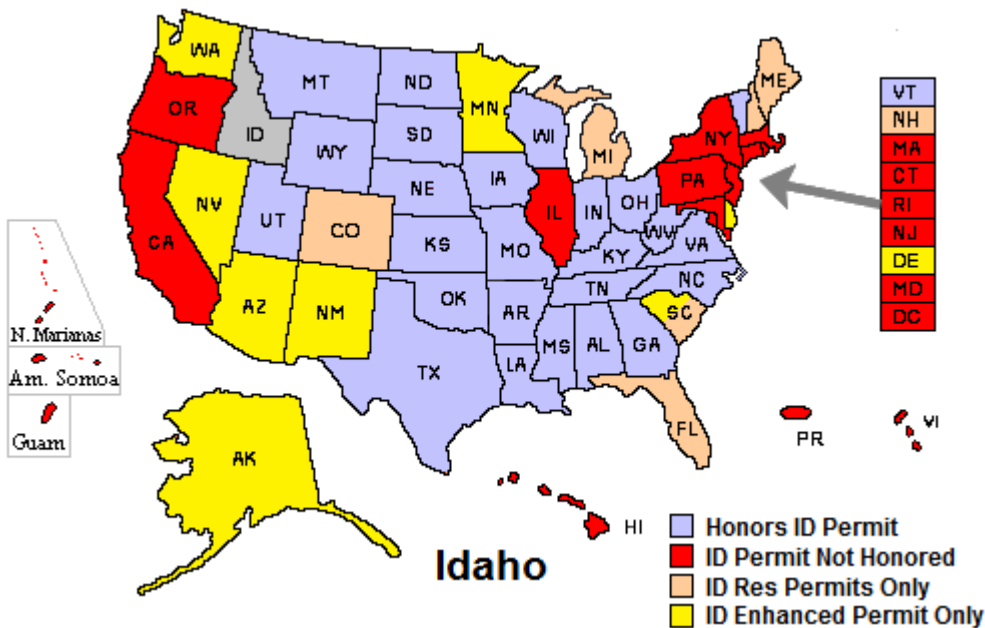 WA
MT
ND
MN
ME
OR
ID
SD
WI
NY
WY
MI
VT
NH
MA
CT
RI
NJ
DE
MD
DC
PA
NV
NE
IA
UT
CO
IL
IN
OH
CA
KS
MO
WV
VA
KY
NC
TN
AZ
NM
OK
AR
SC
MS
AL
GA
TX
LA
FL
N. Marianas
Am. Somoa
Guam
AK
HI
PR
VI
Idaho
Honors ID Permit
ID Permit Not Honored
ID Res Permits Only
ID Enhanced Permit Only